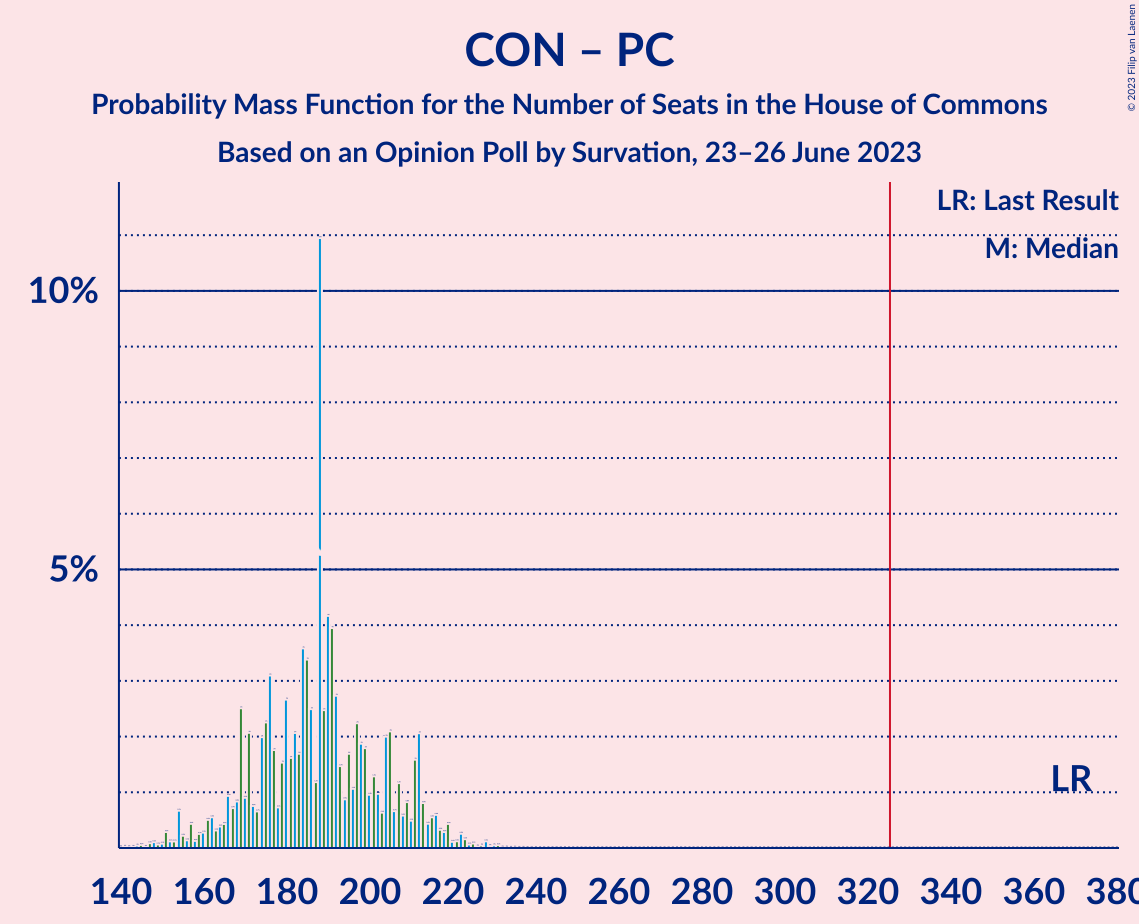 CON – PC
Probability Mass Function for the Number of Seats in the House of Commons
Based on an Opinion Poll by Survation, 23–26 June 2023
© 2023 Filip van Laenen
LR: Last Result
M: Median
10%
5%
LR
140 160 180 200 220 240 260 280 300 320 340 360 380